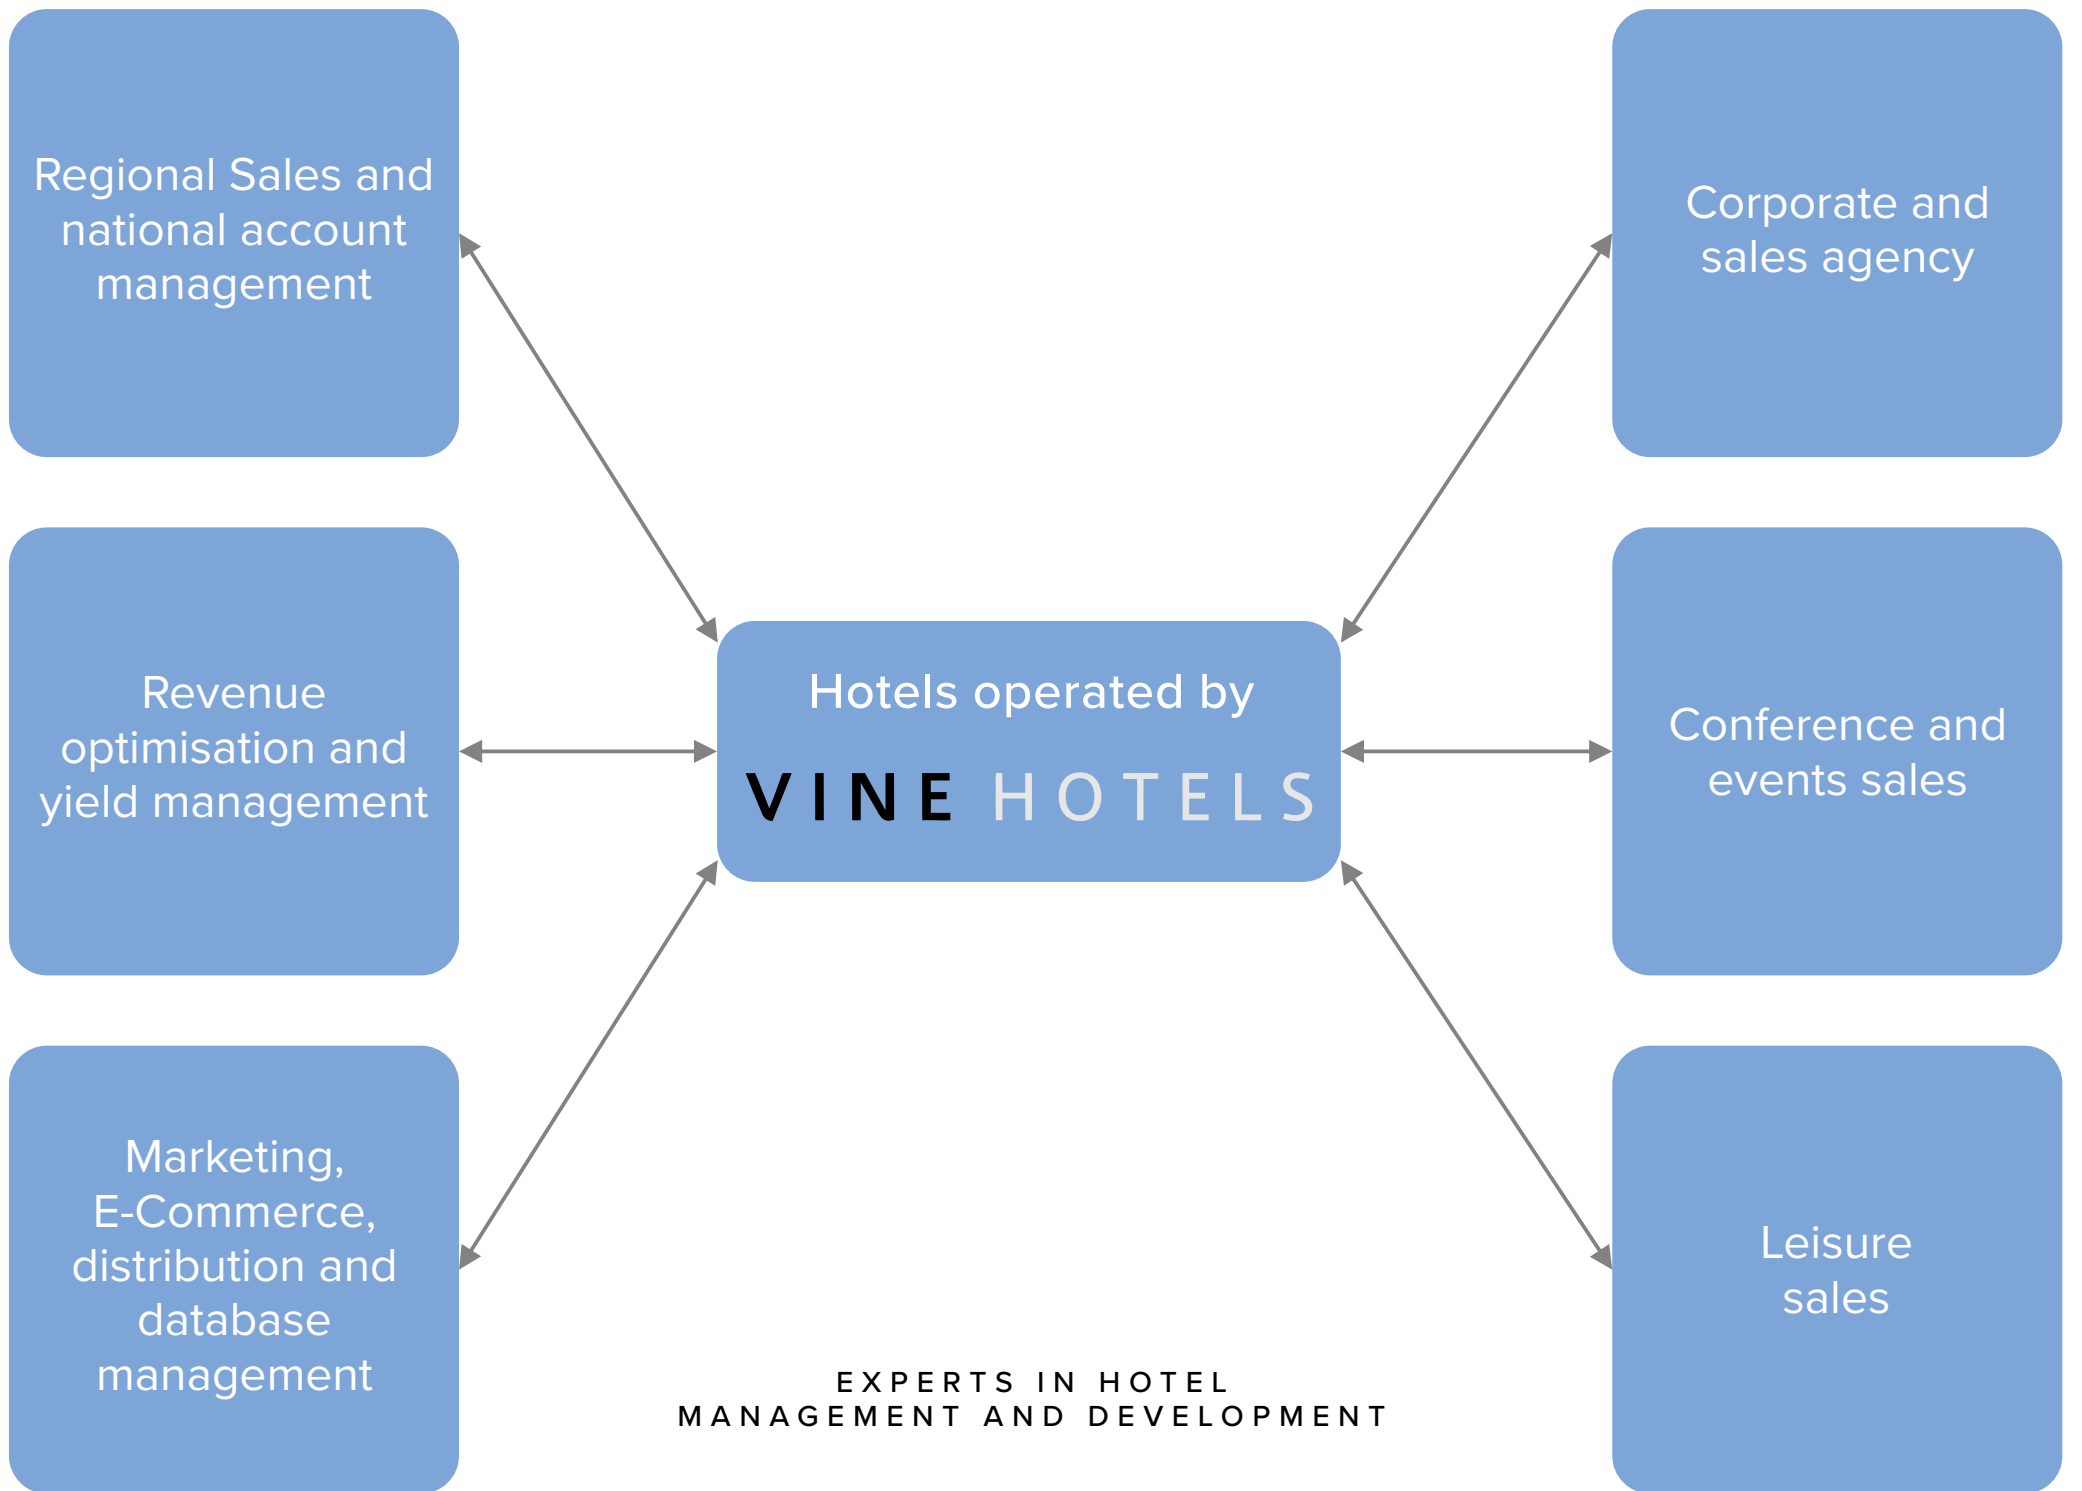 Regional Sales and
national account
management
Corporate and
sales agency
Revenue
optimisation and
yield management
Hotels operated by
VINE HOTELS
Conference and
events sales
Marketing,
E-Commerce,
distribution and
database
management
Leisure
sales
EXPERTS IN HOTEL
MANAGEMENT AND DEVELOPMENT